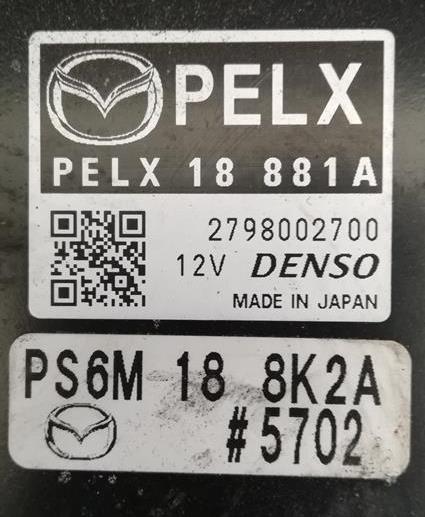 PELX
PELX 18 881A
2798002700
12V DENSO
MADE IN JAPAN
PS6M 18 8K2A
#5702